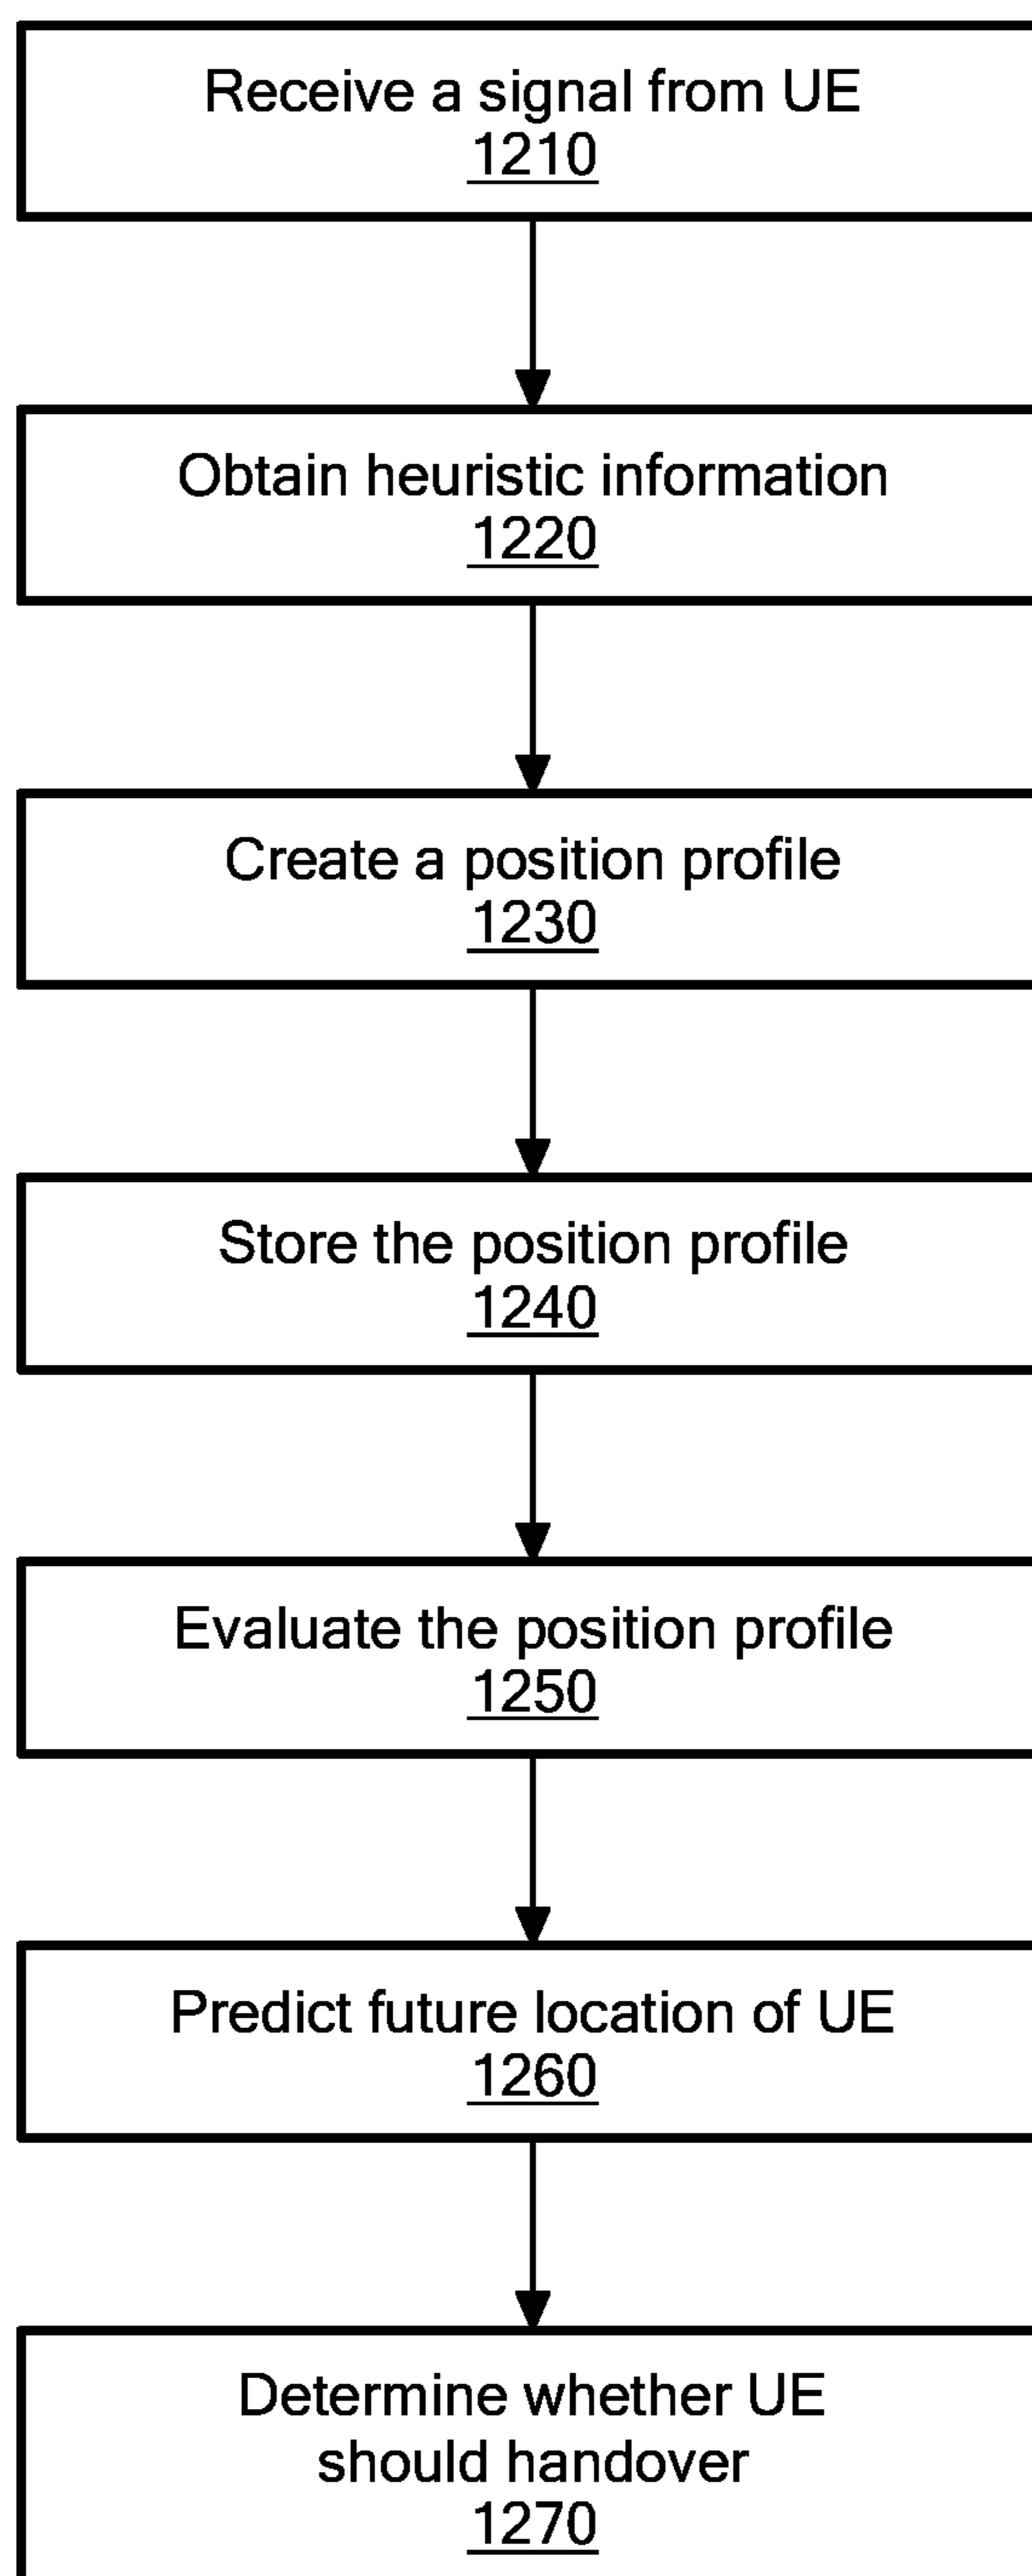 Receive a signal from UE
1210
Obtain heuristic information
1220
Create a position profile
1230
Store the position profile
1240
Evaluate the position profile
1250
Predict future location of UE
1260
Determine whether UE
should handover
1270